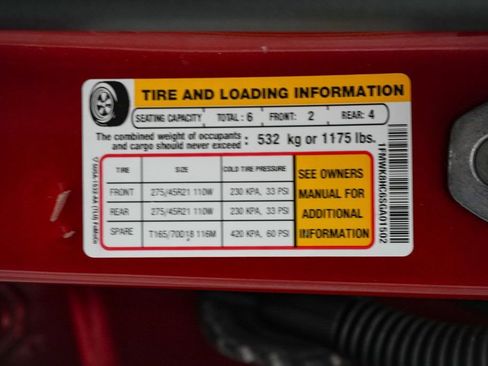 TIRE AND LOADING INFORMATION
SEATING CAPACITY TOTAL: 6 FRONT: 2 REAR: 4
The combined weight of occupants and cargo should never exceed: 532 kg or 1175 lbs.
TIRE SIZE COLD TIRE PRESSURE
FRONT 275/45R21 110W 230 KPA, 33 PSI
REAR 275/45R21 110W 230 KPA, 33 PSI
SPARE T165/70D18 116M 420 KPA, 60 PSI
SEE OWNERS
MANUAL FOR
ADDITIONAL
INFORMATION
1FMWK8HC6SGA01502